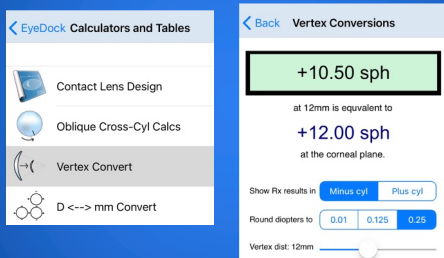 EyeDock Calculators and Tables
Contact Lens Design
Oblique Cross-Cyl Calcs
Vertex Convert
D <--> mm Convert
Back Vertex Conversions
+10.50 sph
at 12mm is equvalent to
+12.00 sph
at the corneal plane.
Show Rx results in Minus cyl Plus cyl
Round diopters to 0.01 0.125 0.25
Vertex dist: 12mm